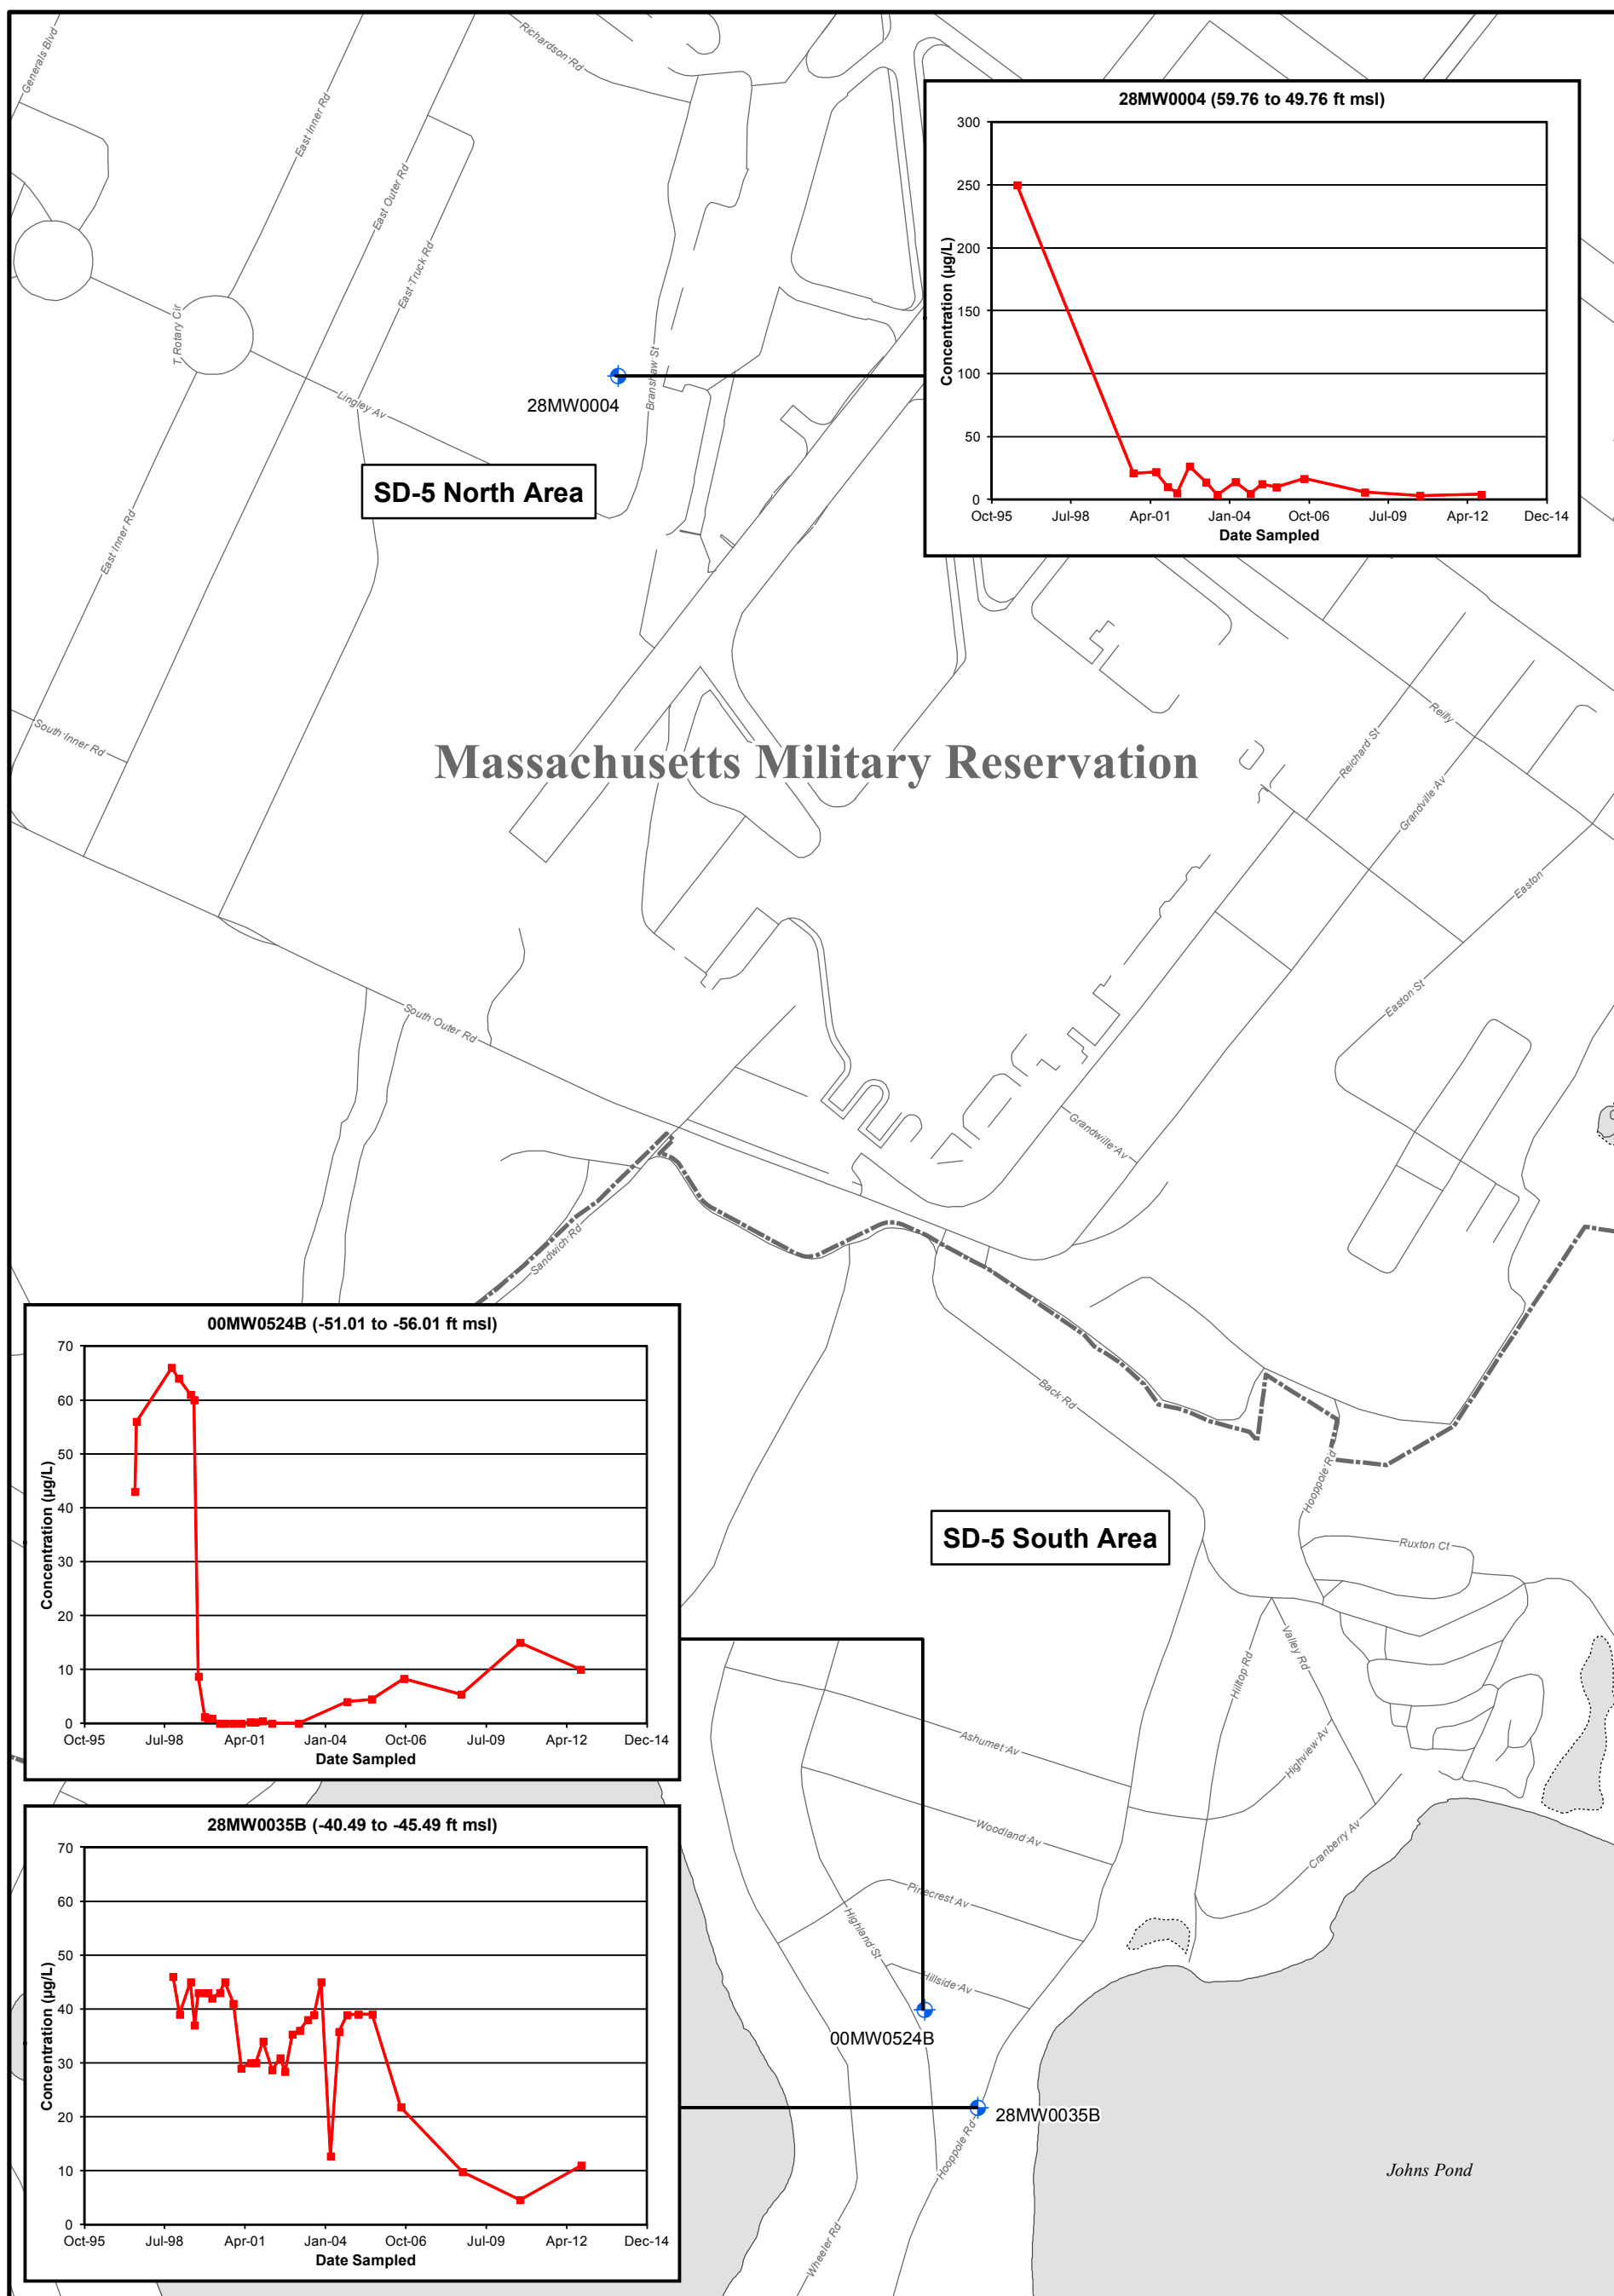 Generals Blvd
Richardson Rd
East Inner Rd
East Outer Rd
East Truck Rd
T Rotary Cir
Lingley Av
Branshaw St
28MW0004
SD-5 North Area
East Inner Rd
South Inner Rd
28MW0004 (59.76 to 49.76 ft msl)
Concentration (µg/L)
300
250
200
150
100
50
0
Oct-95 Jul-98 Apr-01 Jan-04 Oct-06 Jul-09 Apr-12 Dec-14
Date Sampled
Massachusetts Military Reservation
Reilly
Reichard St
Grandville Av
Easton
Easton St
South Outer Rd
Grandwille Av
Sandwich Rd
Back Rd
Hooppole Rd
00MW0524B (-51.01 to -56.01 ft msl)
Concentration (µg/L)
70
60
50
40
30
20
10
0
Oct-95 Jul-98 Apr-01 Jan-04 Oct-06 Jul-09 Apr-12 Dec-14
Date Sampled
SD-5 South Area
Ruxton Ct
Hilltop Rd
Valley Rd
Highview Av
Ashumet Av
Woodland Av
Cranberry Av
Pinecrest Av
Highland St
Hillside Av
00MW0524B
28MW0035B
Hooppole Rd
Wheeler Rd
Johns Pond
28MW0035B (-40.49 to -45.49 ft msl)
Concentration (µg/L)
70
60
50
40
30
20
10
0
Oct-95 Jul-98 Apr-01 Jan-04 Oct-06 Jul-09 Apr-12 Dec-14
Date Sampled